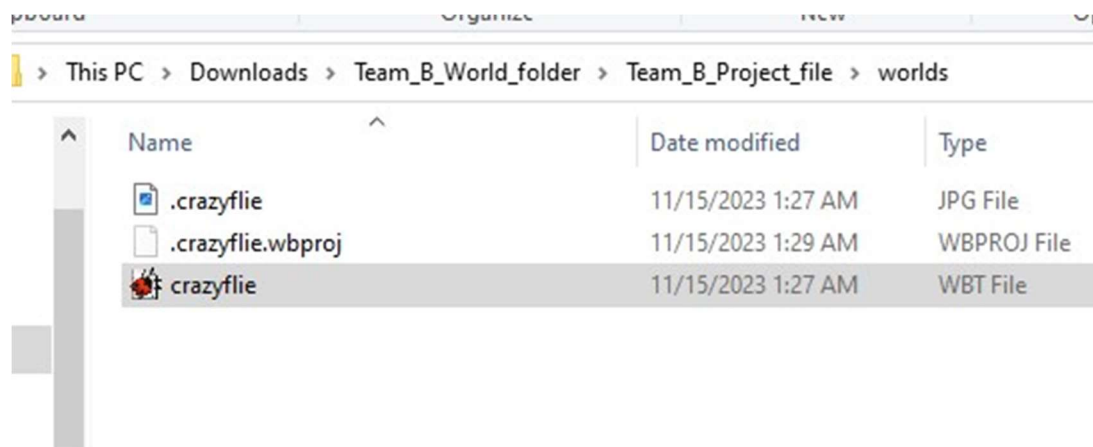 This PC > Downloads > Team_B_World_folder > Team_B_Project_file > worlds
Name Date modified Type
.crazyflie 11/15/2023 1:27 AM JPG File
.crazyflie.wbproj 11/15/2023 1:29 AM WBPROJ File
crazyflie 11/15/2023 1:27 AM WBT File